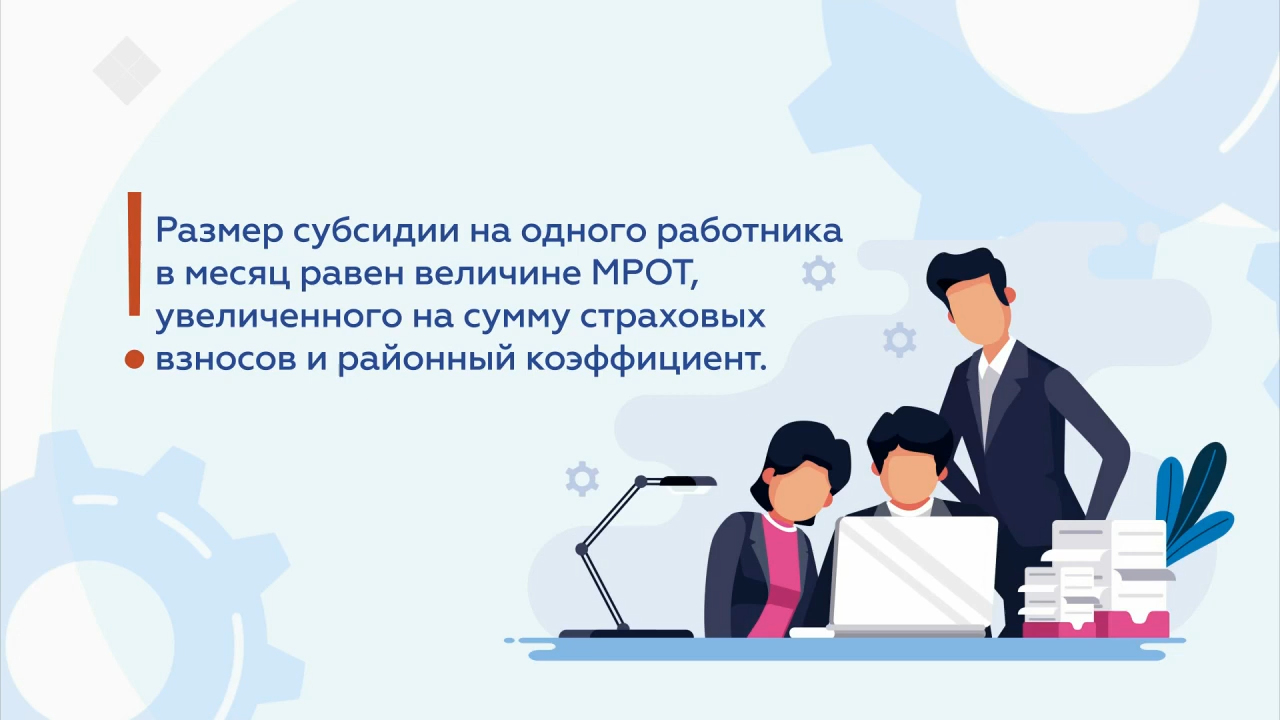 Размер субсидии на одного работника
в месяц равен величине МРОТ,
увеличенного на сумму страховых
взносов и районный коэффициент.